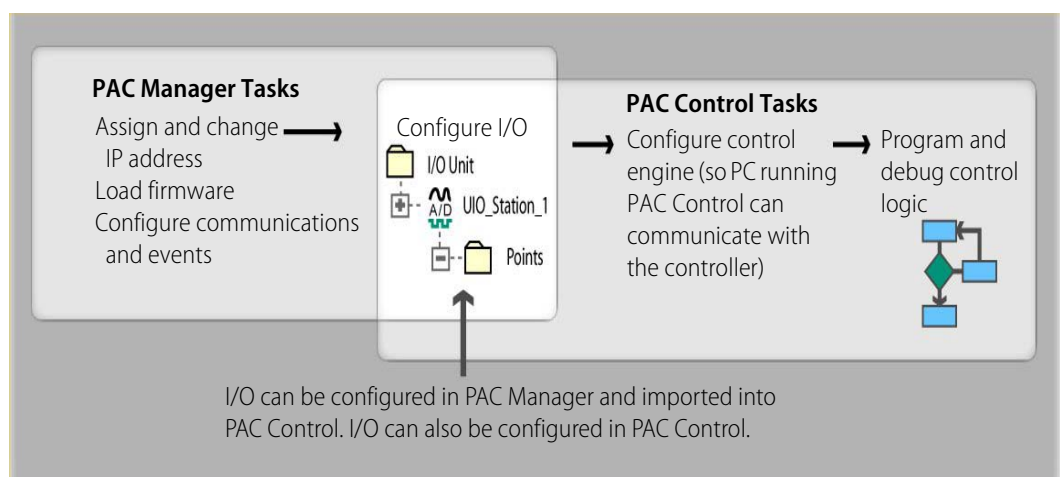 PAC Manager Tasks
Assign and change
IP address
Load firmware
Configure communications
and events
Configure I/O
I/O Unit
A/D UIO_Station_1
Points
PAC Control Tasks
Configure control
engine (so PC running
PAC Control can
communicate with
the controller)
Program and
debug control
logic
I/O can be configured in PAC Manager and imported into
PAC Control. I/O can also be configured in PAC Control.